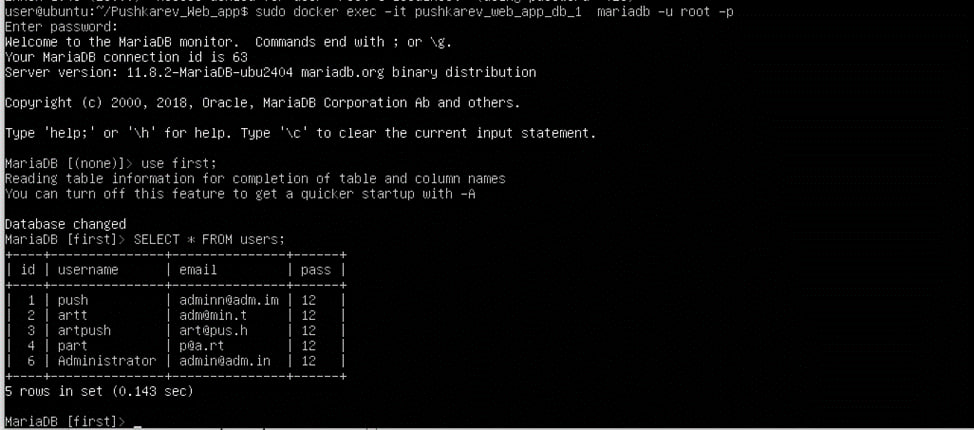 user@ubuntu:~/Pushkarev_Web_app$ sudo docker exec -it pushkarev_web_app_db_1  mariadb -u root -p
Enter password:
Welcome to the MariaDB monitor.  Commands end with ; or \g.
Your MariaDB connection id is 63
Server version: 11.8.2-MariaDB-ubu2404 mariadb.org binary distribution

Copyright (c) 2000, 2018, Oracle, MariaDB Corporation Ab and others.

Type 'help;' or '\h' for help. Type '\c' to clear the current input statement.

MariaDB [(none)]> use first;
Reading table information for completion of table and column names
You can turn off this feature to get a quicker startup with -A

Database changed
MariaDB [first]> SELECT * FROM users;
+----+---------------+--------------+------+
| id | username      | email        | pass |
+----+---------------+--------------+------+
|  1 | push          | adminn@adm.im | 12   |
|  2 | artt          | adm@min.t    | 12   |
|  3 | artpush       | art@pus.h    | 12   |
|  4 | part          | p@a.rt       | 12   |
|  6 | Administrator | admin@adm.in | 12   |
+----+---------------+--------------+------+
5 rows in set (0.143 sec)

MariaDB [first]> _